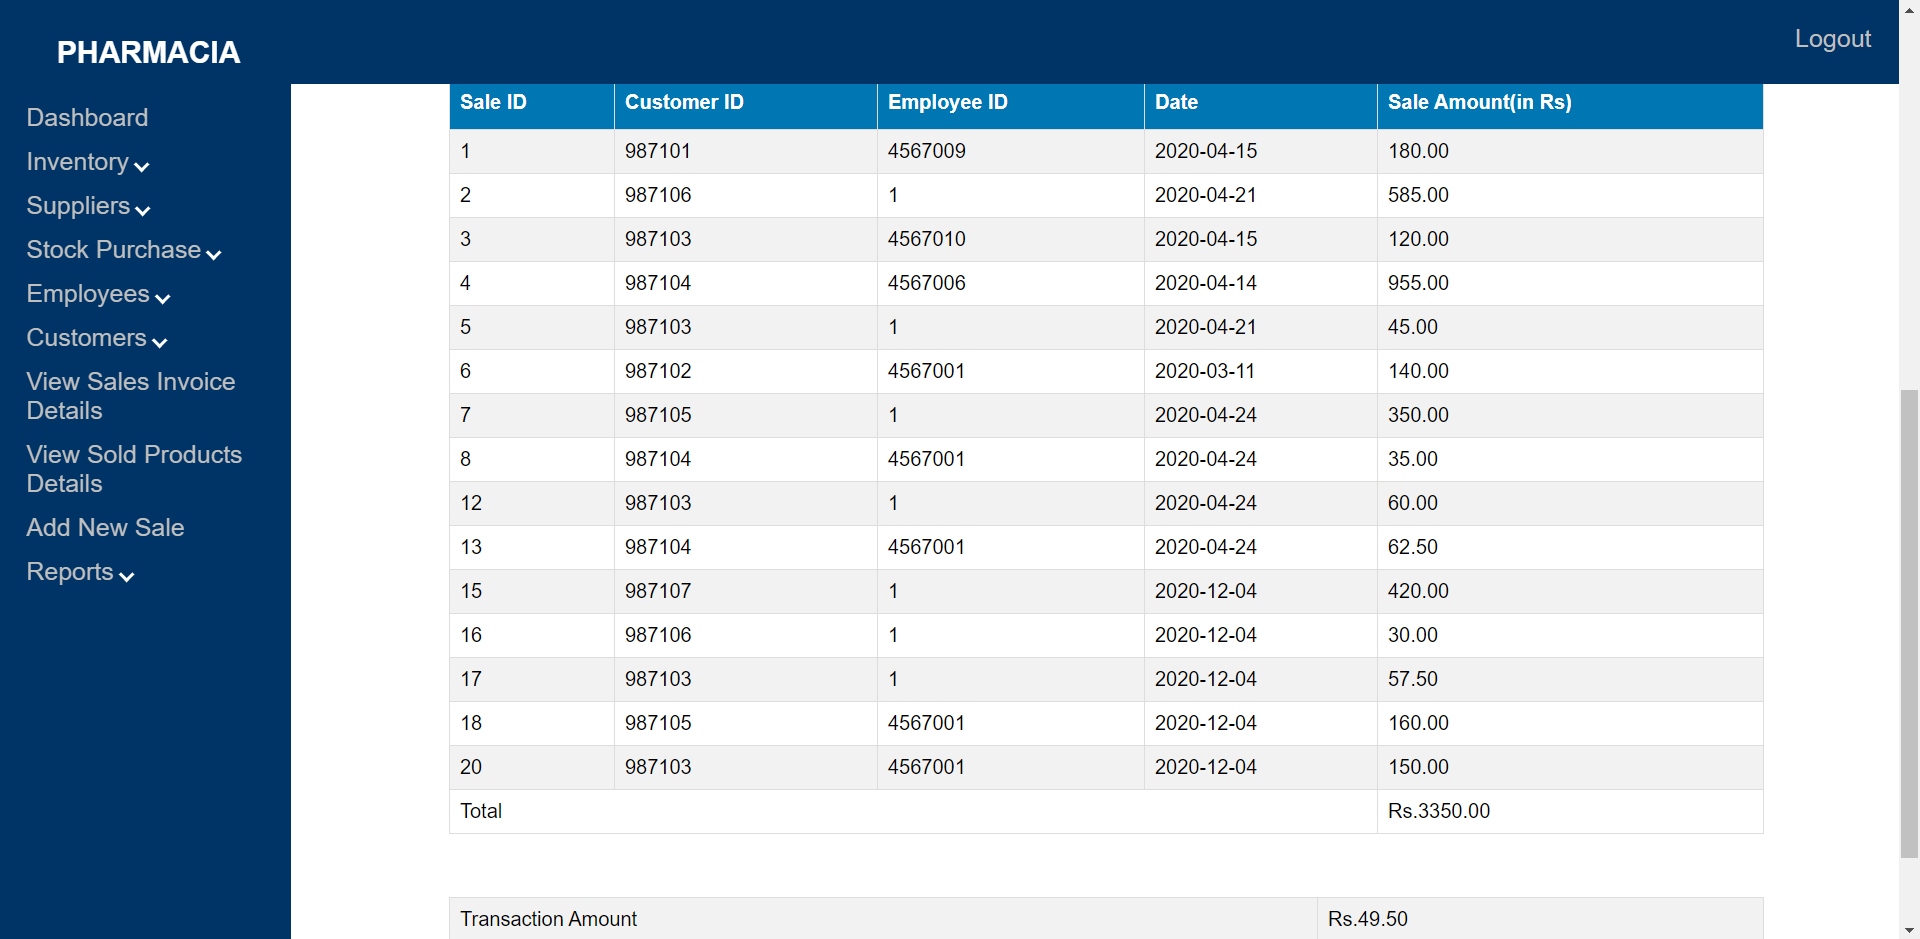 PHARMACIA
Logout
Dashboard
Inventory
Suppliers
Stock Purchase
Employees
Customers
View Sales Invoice
Details
View Sold Products
Details
Add New Sale
Reports
Sale ID Customer ID Employee ID Date Sale Amount(in Rs)
1 987101 4567009 2020-04-15 180.00
2 987106 1 2020-04-21 585.00
3 987103 4567010 2020-04-15 120.00
4 987104 4567006 2020-04-14 955.00
5 987103 1 2020-04-21 45.00
6 987102 4567001 2020-03-11 140.00
7 987105 1 2020-04-24 350.00
8 987104 4567001 2020-04-24 35.00
12 987103 1 2020-04-24 60.00
13 987104 4567001 2020-04-24 62.50
15 987107 1 2020-12-04 420.00
16 987106 1 2020-12-04 30.00
17 987103 1 2020-12-04 57.50
18 987105 4567001 2020-12-04 160.00
20 987103 4567001 2020-12-04 150.00
Total Rs.3350.00
Transaction Amount Rs.49.50